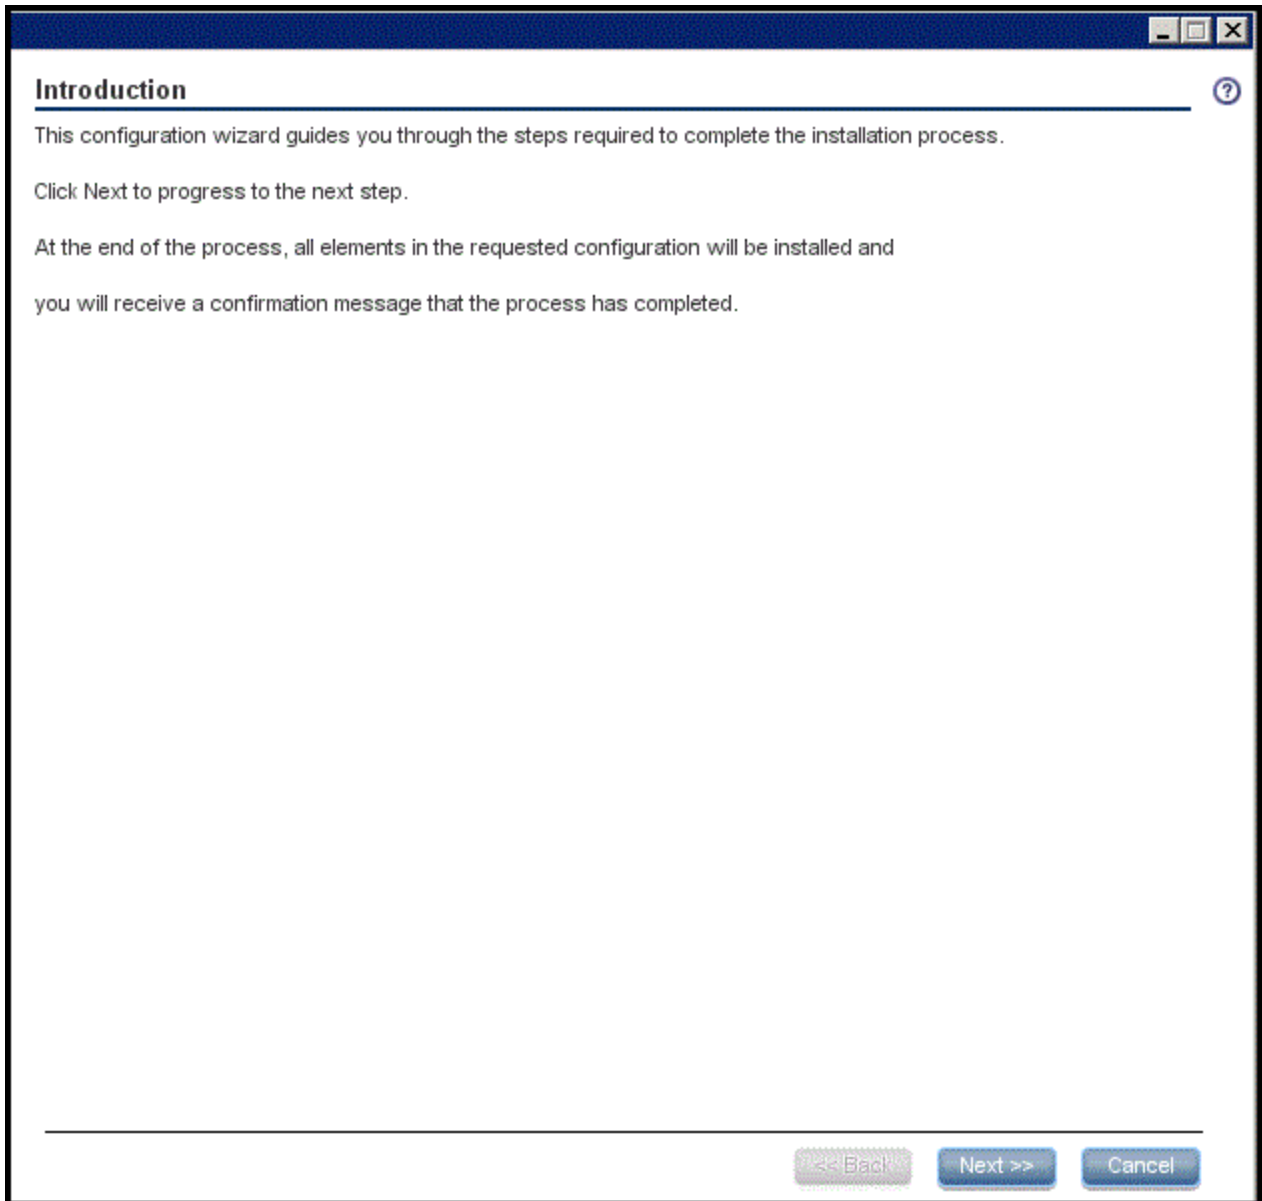 Introduction
This configuration wizard guides you through the steps required to complete the installation process.
Click Next to progress to the next step.
At the end of the process, all elements in the requested configuration will be installed and
you will receive a confirmation message that the process has completed.
<< Back
Next >>
Cancel